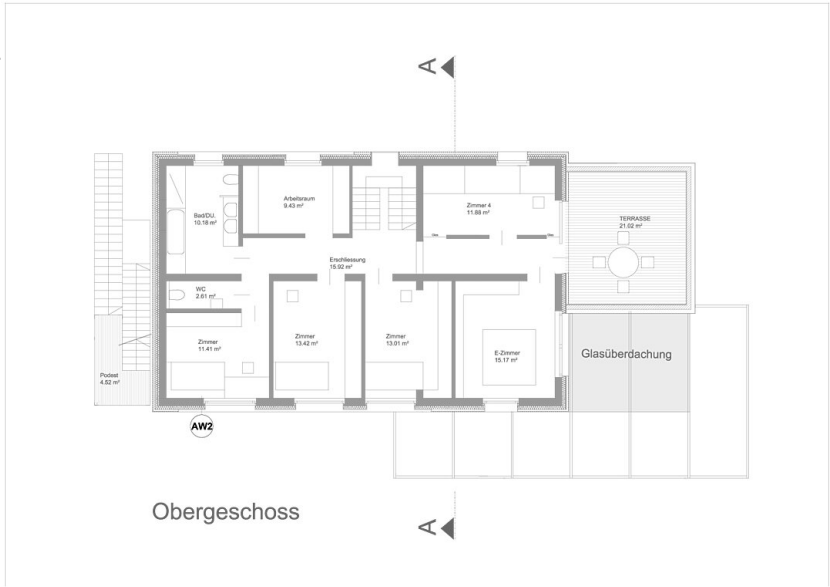 A
Bad/DU.
10.18 m²
Arbeitsraum
9.43 m²
Zimmer 4
11.88 m²
TERRASSE
21.02 m²
Erschliessung
15.92 m²
WC
2.61 m²
Zimmer
11.41 m²
Zimmer
13.42 m²
Zimmer
13.01 m²
E-Zimmer
15.17 m²
Glasüberdachung
Podest
4.52 m²
AW2
Obergeschoss
A